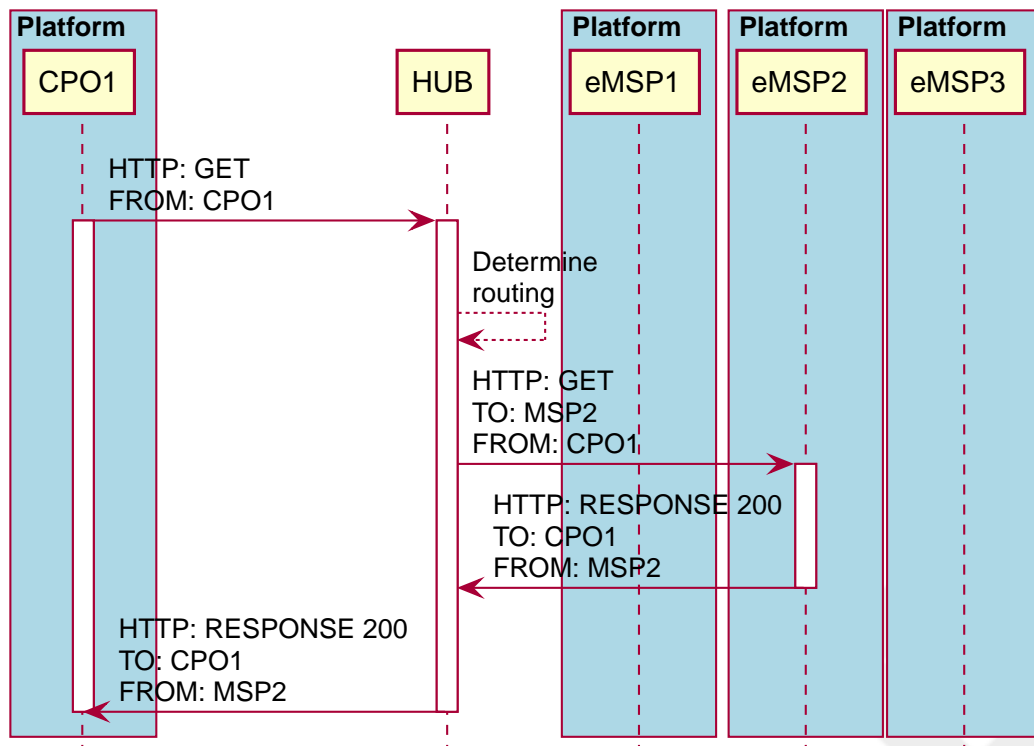 Platform
Platform
Platform
Platform
CPO1
HUB
eMSP1
eMSP2
eMSP3
HTTP: GET
FROM: CPO1
Determine
routing
HTTP: GET
TO: MSP2
FROM: CPO1
HTTP: RESPONSE 200
TO: CPO1
FROM: MSP2
HTTP: RESPONSE 200
TO: CPO1
FROM: MSP2